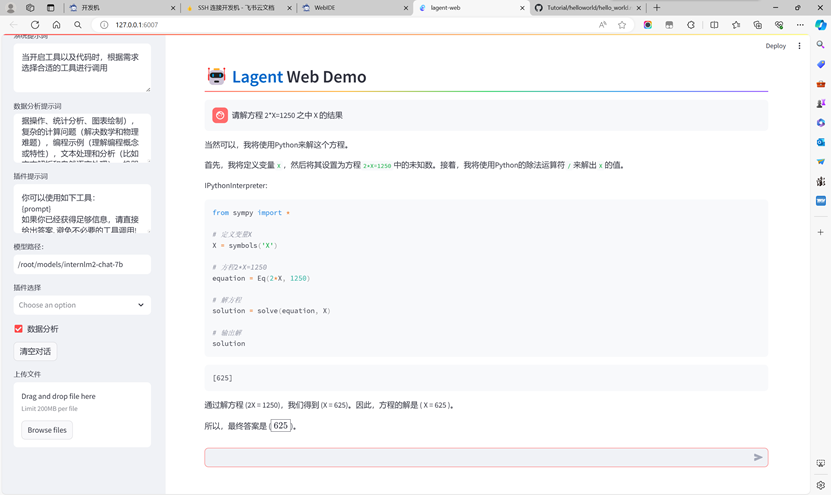 开发机
SSH 连接开发机 - 飞书云文档
WebIDE
lagent-web
Tutorial/helloworld/hello_world.
127.0.0.1:6007
Deploy
系统提示词
当开启工具以及代码时，根据需求
选择合适的工具进行调用
数据分析提示词
据操作、统计分析、图表绘制），
复杂的计算问题（解决数学和物理
难题），编程示例（理解编程概念
或特性），文本处理和分析（比如
插件提示词
你可以使用如下工具：
{prompt}
如果你已经获得足够信息，请直接
给出答案. 避免不必要的工具调用!
模型路径：
/root/models/internlm2-chat-7b
插件选择
Choose an option
数据分析
清空对话
上传文件
Drag and drop file here
Limit 200MB per file
Browse files
Lagent Web Demo
请解方程 2*X=1250 之中 X 的结果
当然可以，我将使用Python来解这个方程。
首先，我将定义变量 X ，然后将其设置为方程 2*X=1250 中的未知数。接着，我将使用Python的除法运算符 / 来解出 X 的值。
IPythonInterpreter:
from sympy import *
# 定义变量X
X = symbols('X')
# 方程2*X=1250
equation = Eq(2*X, 1250)
# 解方程
solution = solve(equation, X)
# 输出解
solution
[625]
通过解方程 (2X = 1250)，我们得到 (X = 625)。因此，方程的解是 ( X = 625 )。
所以，最终答案是 (625)。